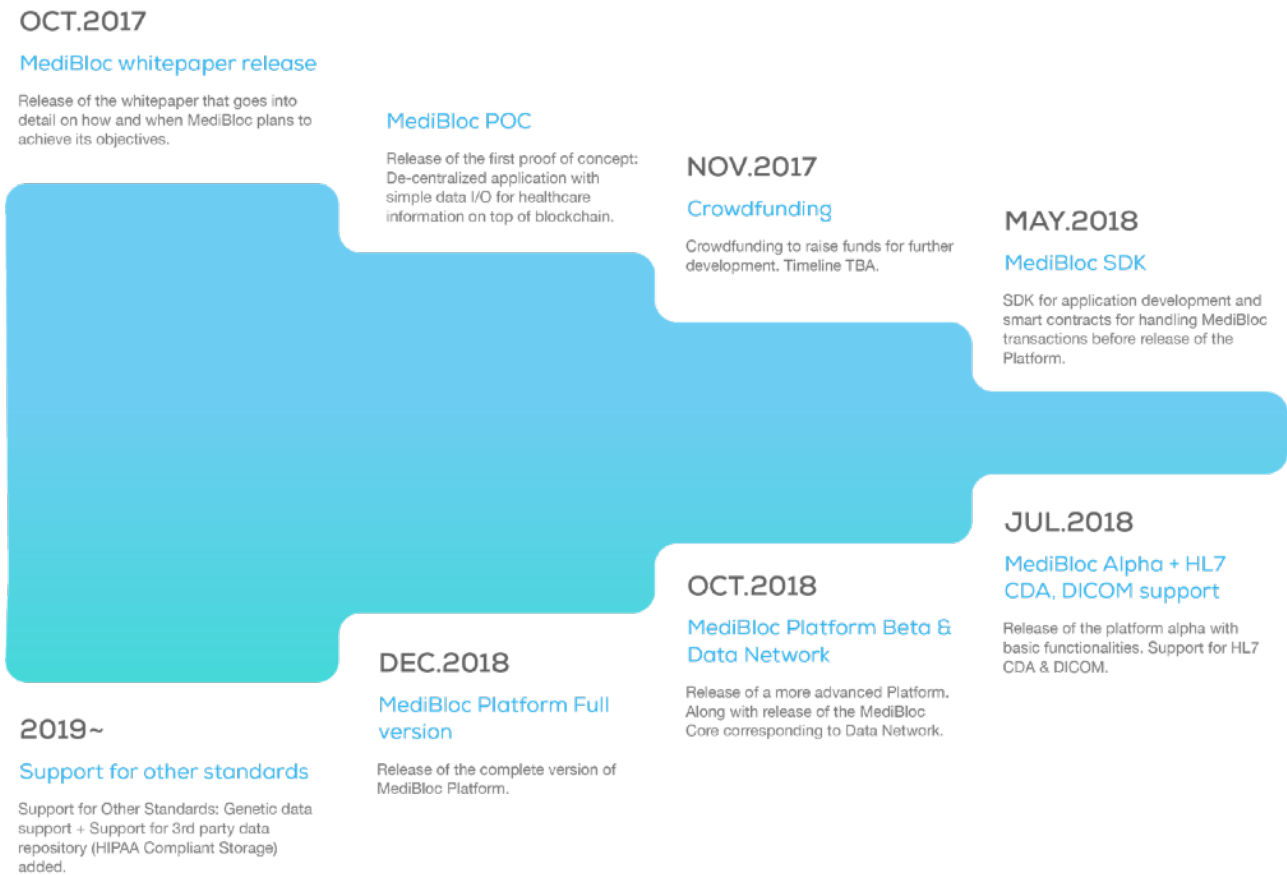 OCT.2017
MediBloc whitepaper release
Release of the whitepaper that goes into
detail on how and when MediBloc plans to
achieve its objectives.
MediBloc POC
Release of the first proof of concept:
De-centralized application with
simple data I/O for healthcare
information on top of blockchain.
NOV.2017
Crowdfunding
Crowdfunding to raise funds for further
development. Timeline TBA.
MAY.2018
MediBloc SDK
SDK for application development and
smart contracts for handling MediBloc
transactions before release of the
Platform.
JUL.2018
MediBloc Alpha + HL7
CDA, DICOM support
Release of the platform alpha with
basic functionalities. Support for HL7
CDA & DICOM.
OCT.2018
MediBloc Platform Beta &
Data Network
Release of a more advanced Platform.
Along with release of the MediBloc
Core corresponding to Data Network.
DEC.2018
MediBloc Platform Full
version
Release of the complete version of
MediBloc Platform.
2019~
Support for other standards
Support for Other Standards: Genetic data
support + Support for 3rd party data
repository (HIPAA Compliant Storage)
added.